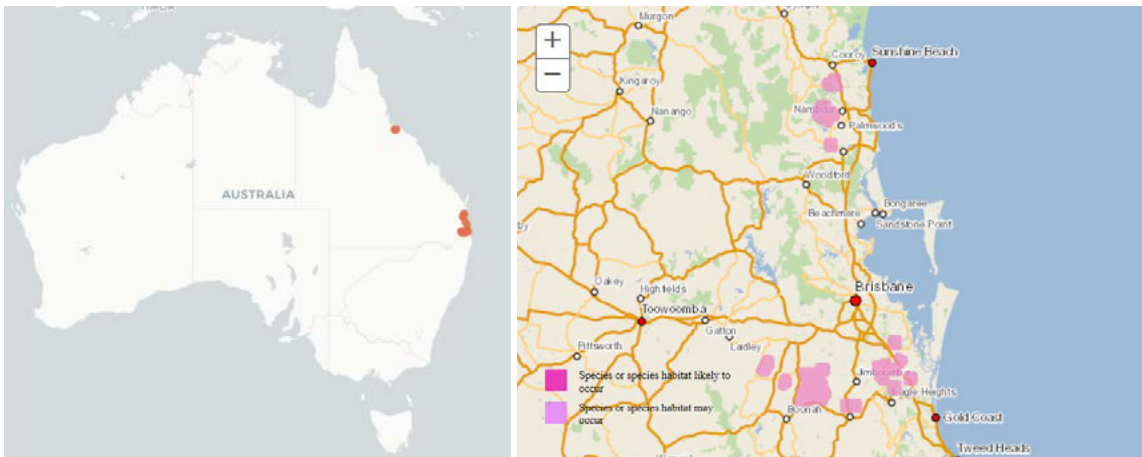 TIMOR
AUSTRALIA
+
−
Murgon
Cooroy
Sunshine Beach
Kingaroy
Nanango
Nambour
Palmwoods
Woodford
Beachmere
Bongaree
Sandstone Point
Brisbane
Oakey
Highfields
Toowoomba
Gatton
Laidley
Pittsworth
Species or species habitat likely to
occur
Species or species habitat may
occur
Jimboomba
Eagle Heights
Boonah
Gold Coast
Tweed Heads